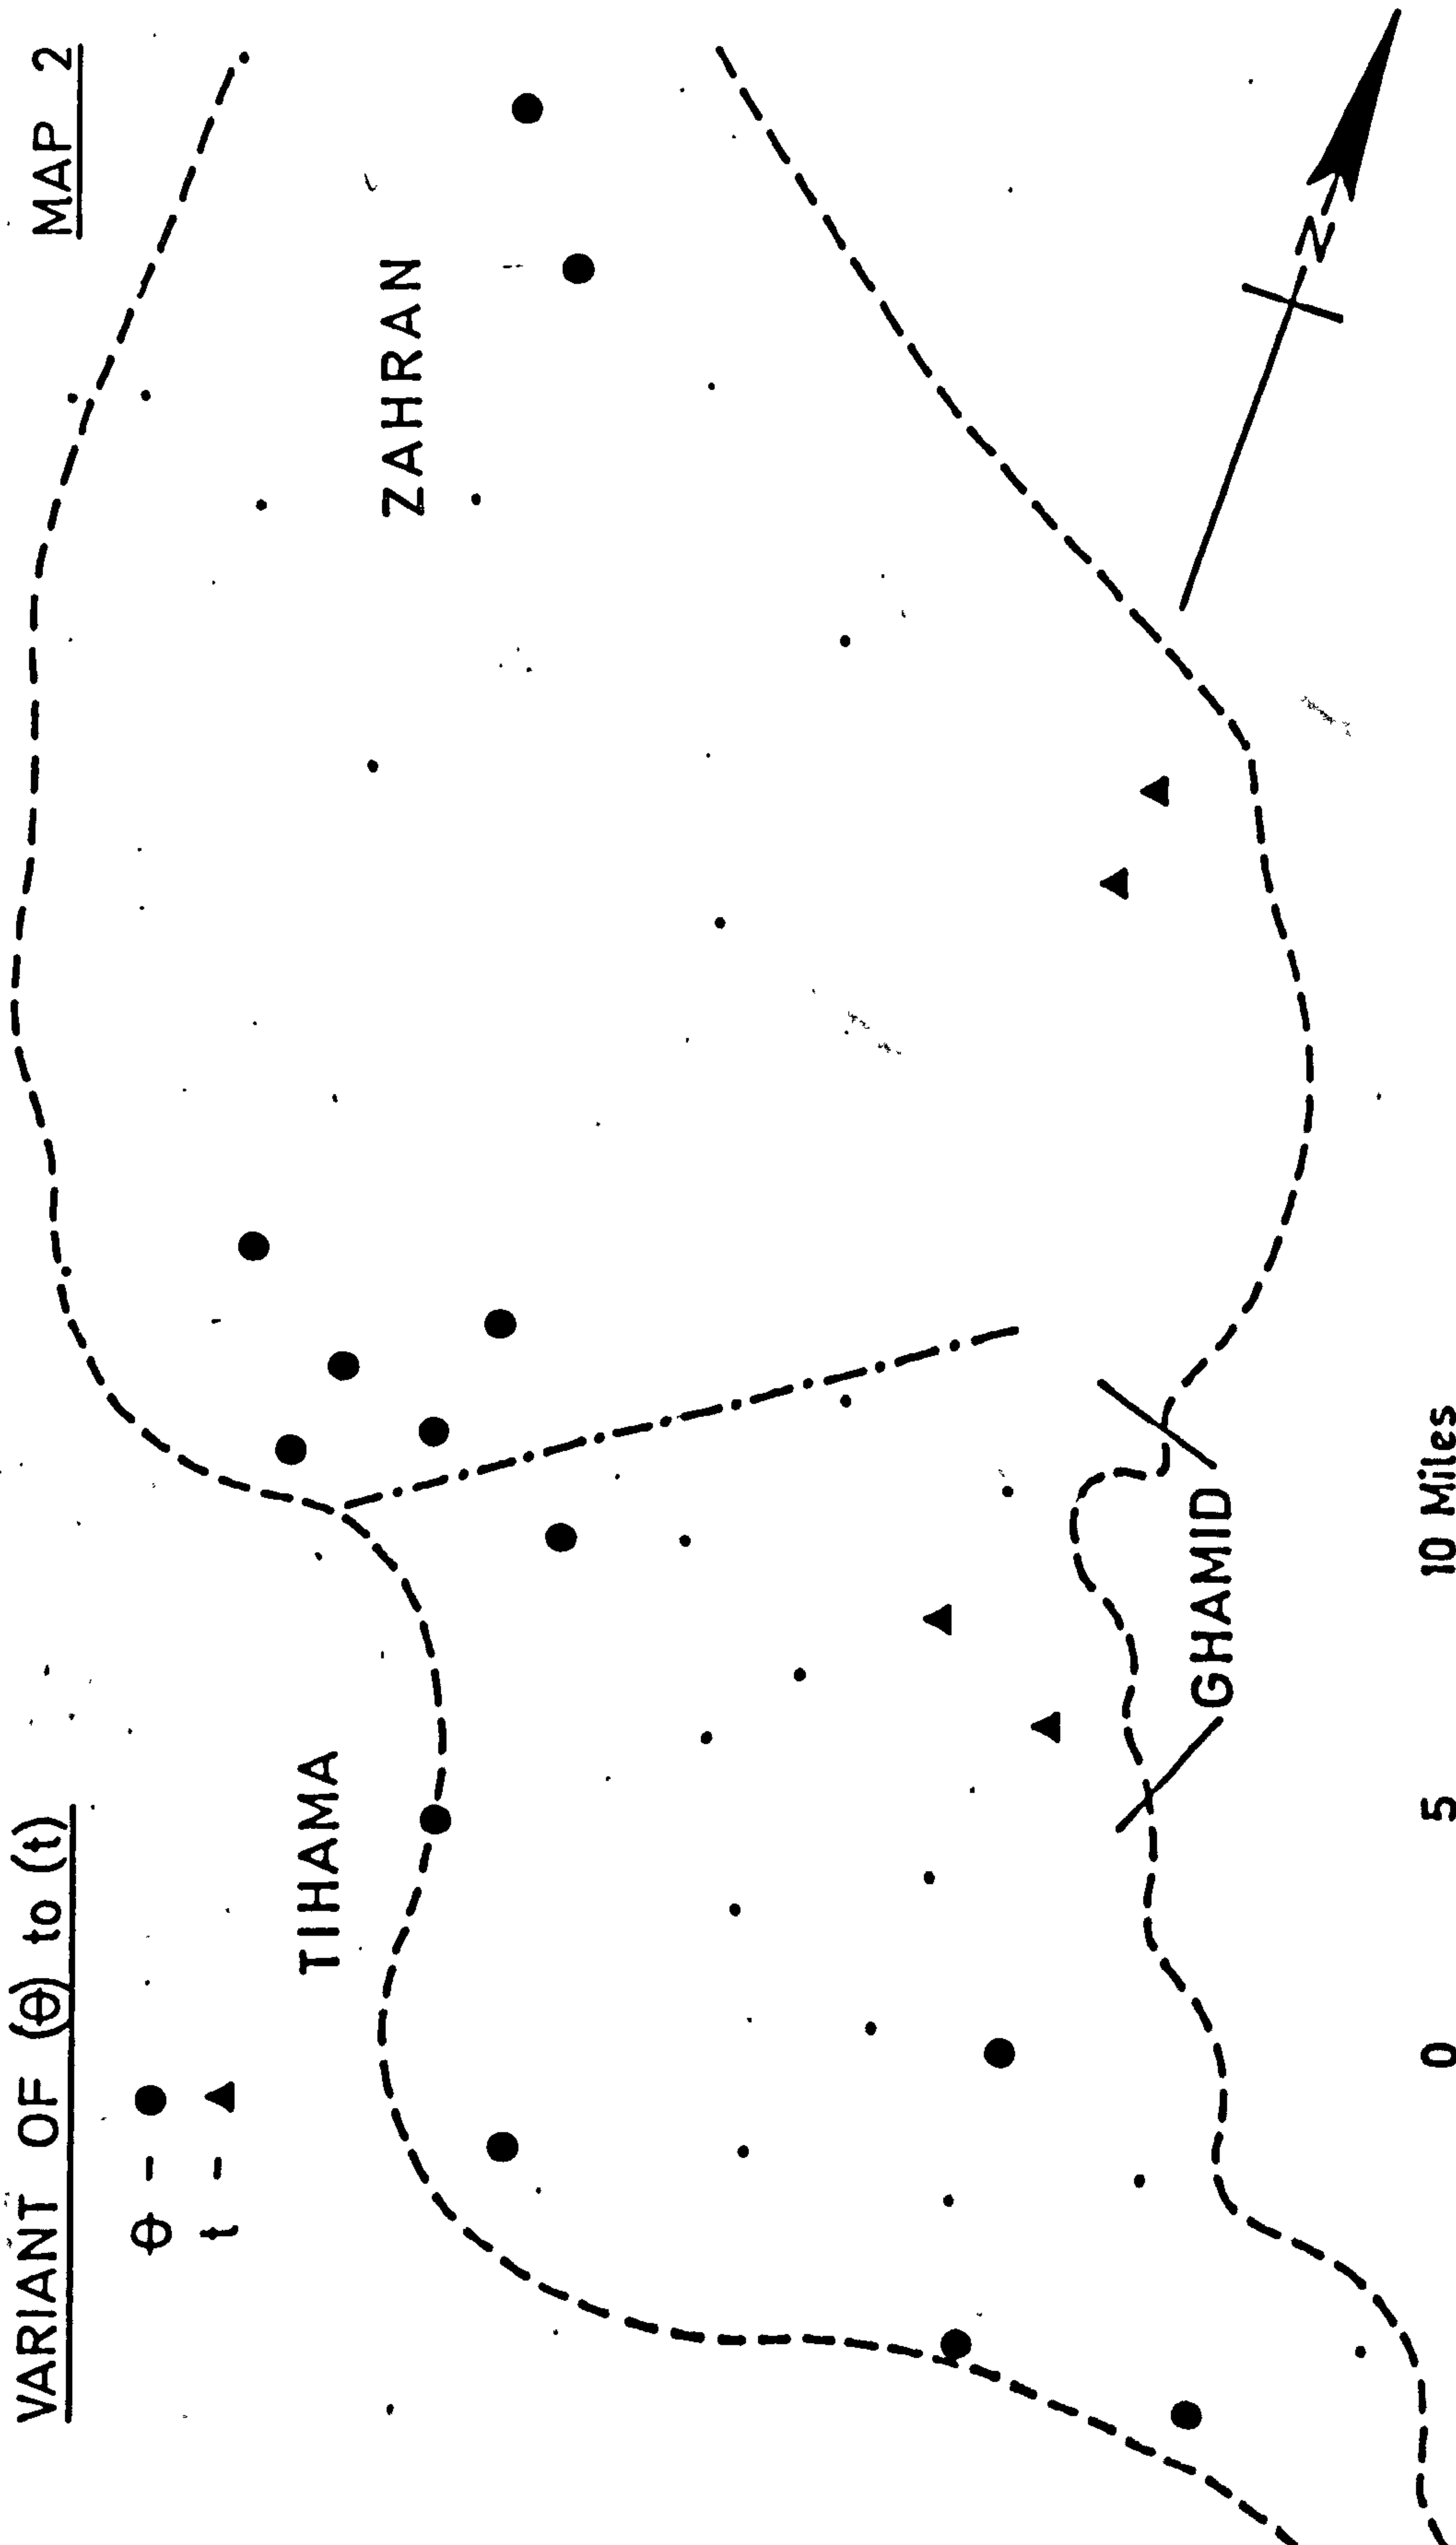 MAP 2
VARIANT OF (θ) to (t)
θ - ●
t - ▲
TIHAMA
ZAHRAN
GHAMID
N
0 5 10 Miles